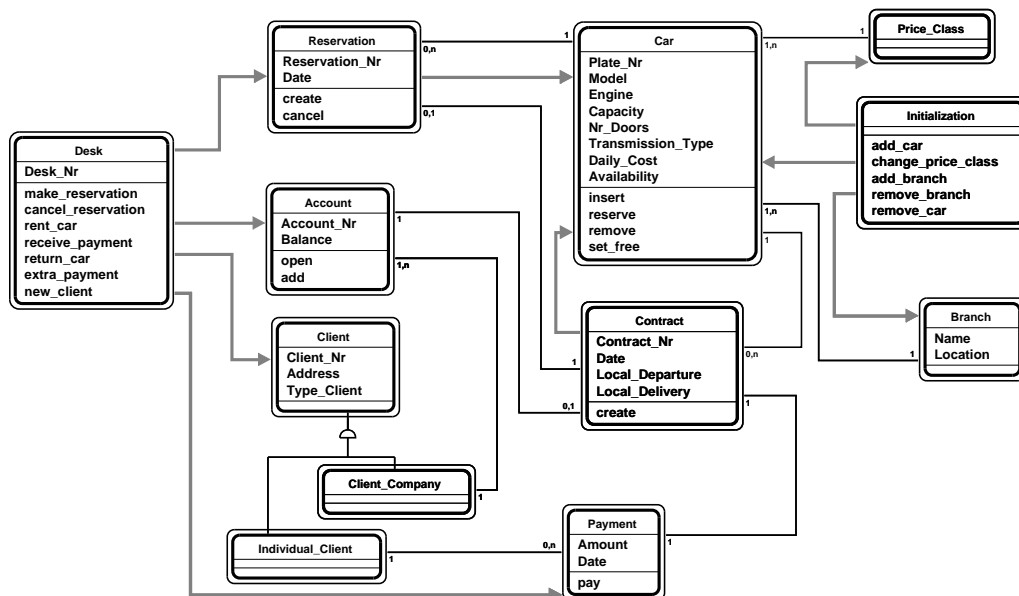 Reservation
Reservation_Nr
Date
create
cancel
0,n
0,1
1
Car
Plate_Nr
Model
Engine
Capacity
Nr_Doors
Transmission_Type
Daily_Cost
Availability
insert
reserve
remove
set_free
1,n
1
1,n
1
Price_Class
Initialization
add_car
change_price_class
add_branch
remove_branch
remove_car
Desk
Desk_Nr
make_reservation
cancel_reservation
rent_car
receive_payment
return_car
extra_payment
new_client
Account
Account_Nr
Balance
open
add
1
1,n
Client
Client_Nr
Address
Type_Client
Contract
Contract_Nr
Date
Local_Departure
Local_Delivery
create
1
0,1
0,n
1
Branch
Name
Location
1
Client_Company
1
Individual_Client
1
0,n
Payment
Amount
Date
pay
1